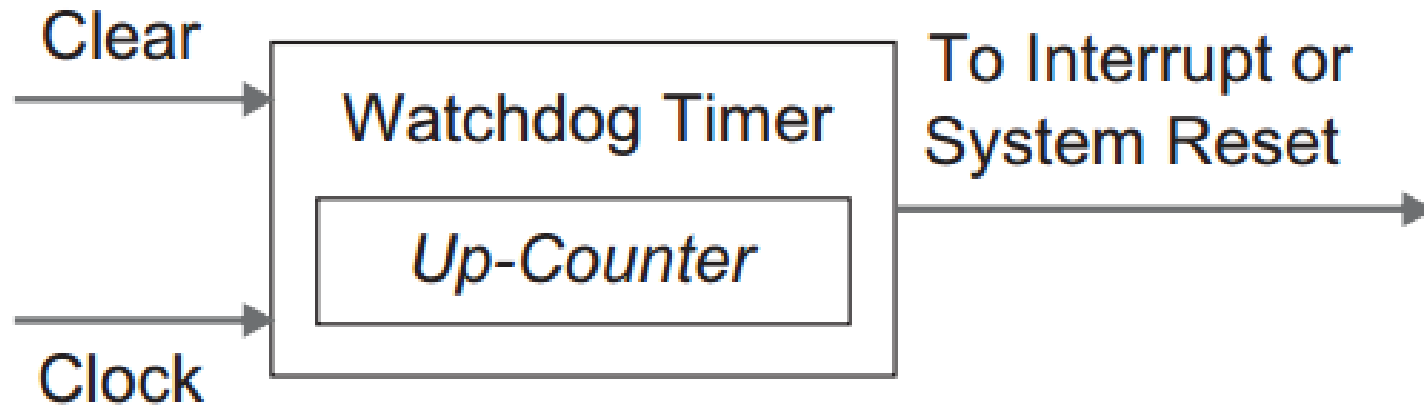 Clear
Watchdog Timer
Up-Counter
Clock
To Interrupt or
System Reset